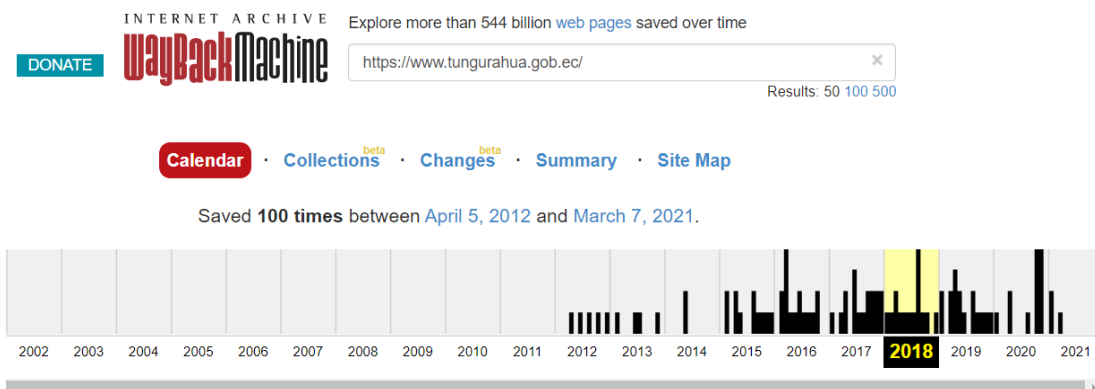 INTERNET ARCHIVE
WayBackMachine
DONATE
Explore more than 544 billion web pages saved over time
https://www.tungurahua.gob.ec/ ×
Results: 50 100 500
Calendar · Collections beta · Changes beta · Summary · Site Map
Saved 100 times between April 5, 2012 and March 7, 2021.
2002 2003 2004 2005 2006 2007 2008 2009 2010 2011 2012 2013 2014 2015 2016 2017 2018 2019 2020 2021